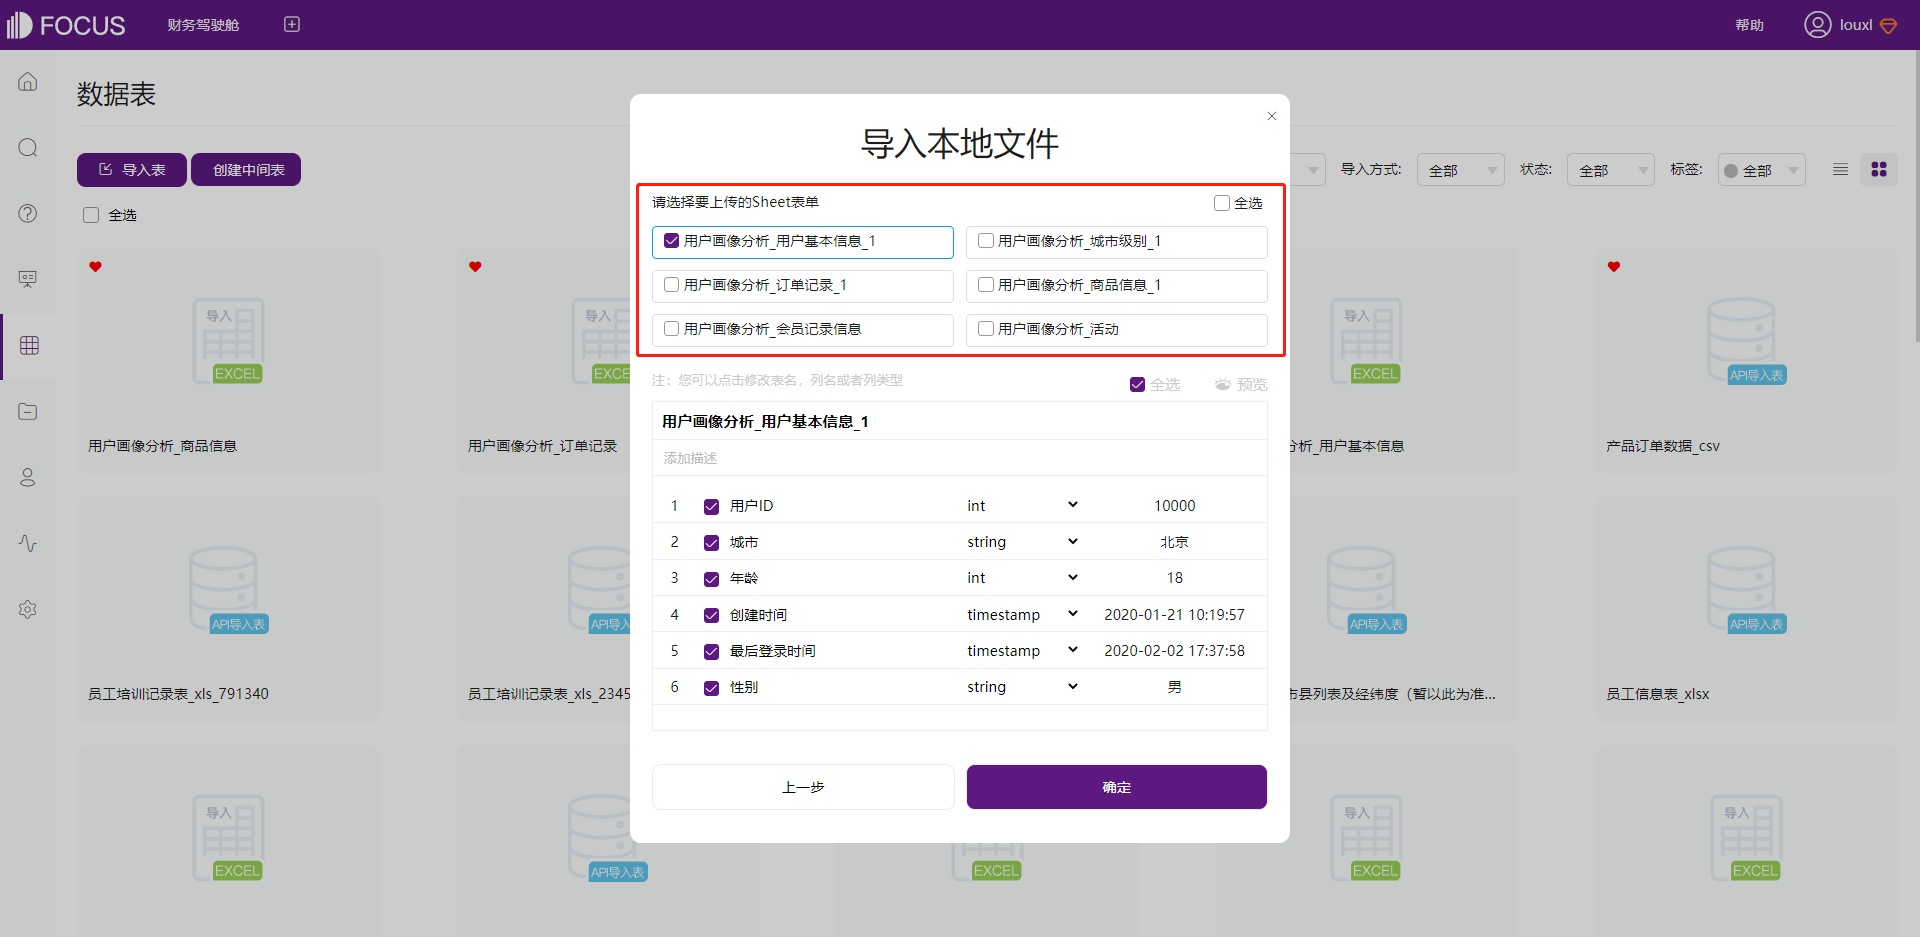 FOCUS 财务驾驶舱 帮助 louxl
数据表
导入表 创建中间表 导入方式: 全部 状态: 全部 标签: 全部
全选
导入 EXCEL
用户画像分析_商品信息
导入 EXCEL
用户画像分析_订单记录
导入 EXCEL
分析_用户基本信息
API导入表
产品订单数据_csv
API导入表
员工培训记录表_xls_791340
API导入表
员工培训记录表_xls_2345
API导入表
市县列表及经纬度（暂以此为准...
API导入表
员工信息表_xlsx
导入 EXCEL
API导入表
EXCEL
导入 EXCEL
导入 EXCEL
导入本地文件
请选择要上传的Sheet表单 全选
用户画像分析_用户基本信息_1 用户画像分析_城市级别_1
用户画像分析_订单记录_1 用户画像分析_商品信息_1
用户画像分析_会员记录信息 用户画像分析_活动
注：您可以点击修改表名，列名或者列类型 全选 预览
用户画像分析_用户基本信息_1
添加描述
1 用户ID int 10000
2 城市 string 北京
3 年龄 int 18
4 创建时间 timestamp 2020-01-21 10:19:57
5 最后登录时间 timestamp 2020-02-02 17:37:58
6 性别 string 男
上一步 确定